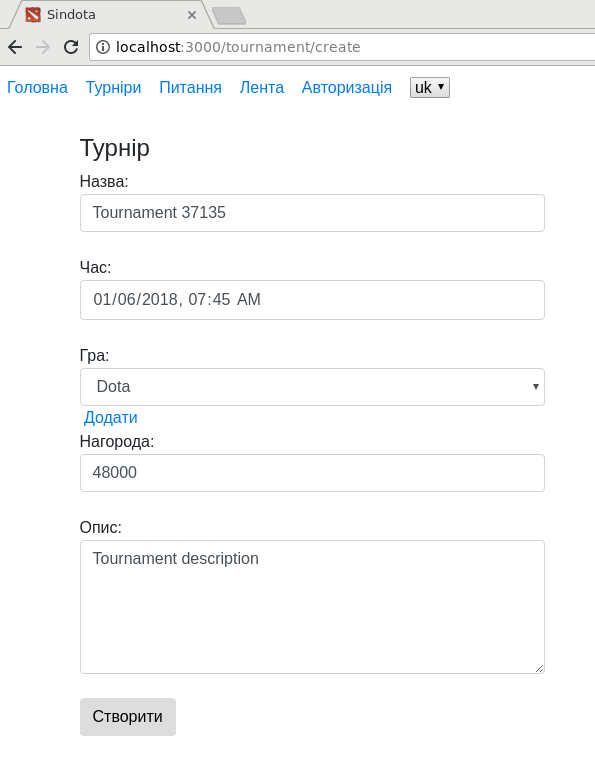 Sindota
localhost:3000/tournament/create
Головна Турніри Питання Лента Авторизація uk
Турнір
Назва:
Tournament 37135
Час:
01/06/2018, 07:45 AM
Гра:
Dota
Додати
Нагорода:
48000
Опис:
Tournament description
Створити